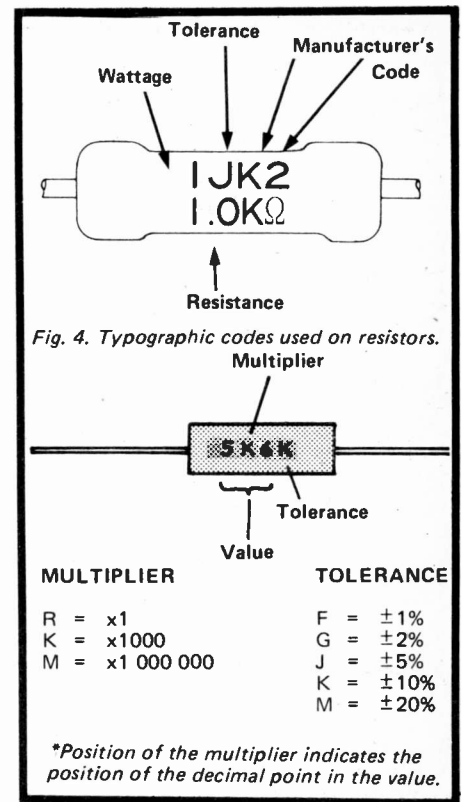 Tolerance
Manufacturer's
Code
Wattage
1JK2
1.0KΩ
Resistance
Fig. 4. Typographic codes used on resistors.
Multiplier
5K6K
Tolerance
Value
MULTIPLIER
R = x1
K = x1000
M = x1 000 000
TOLERANCE
F = ±1%
G = ±2%
J = ±5%
K = ±10%
M = ±20%
*Position of the multiplier indicates the
position of the decimal point in the value.